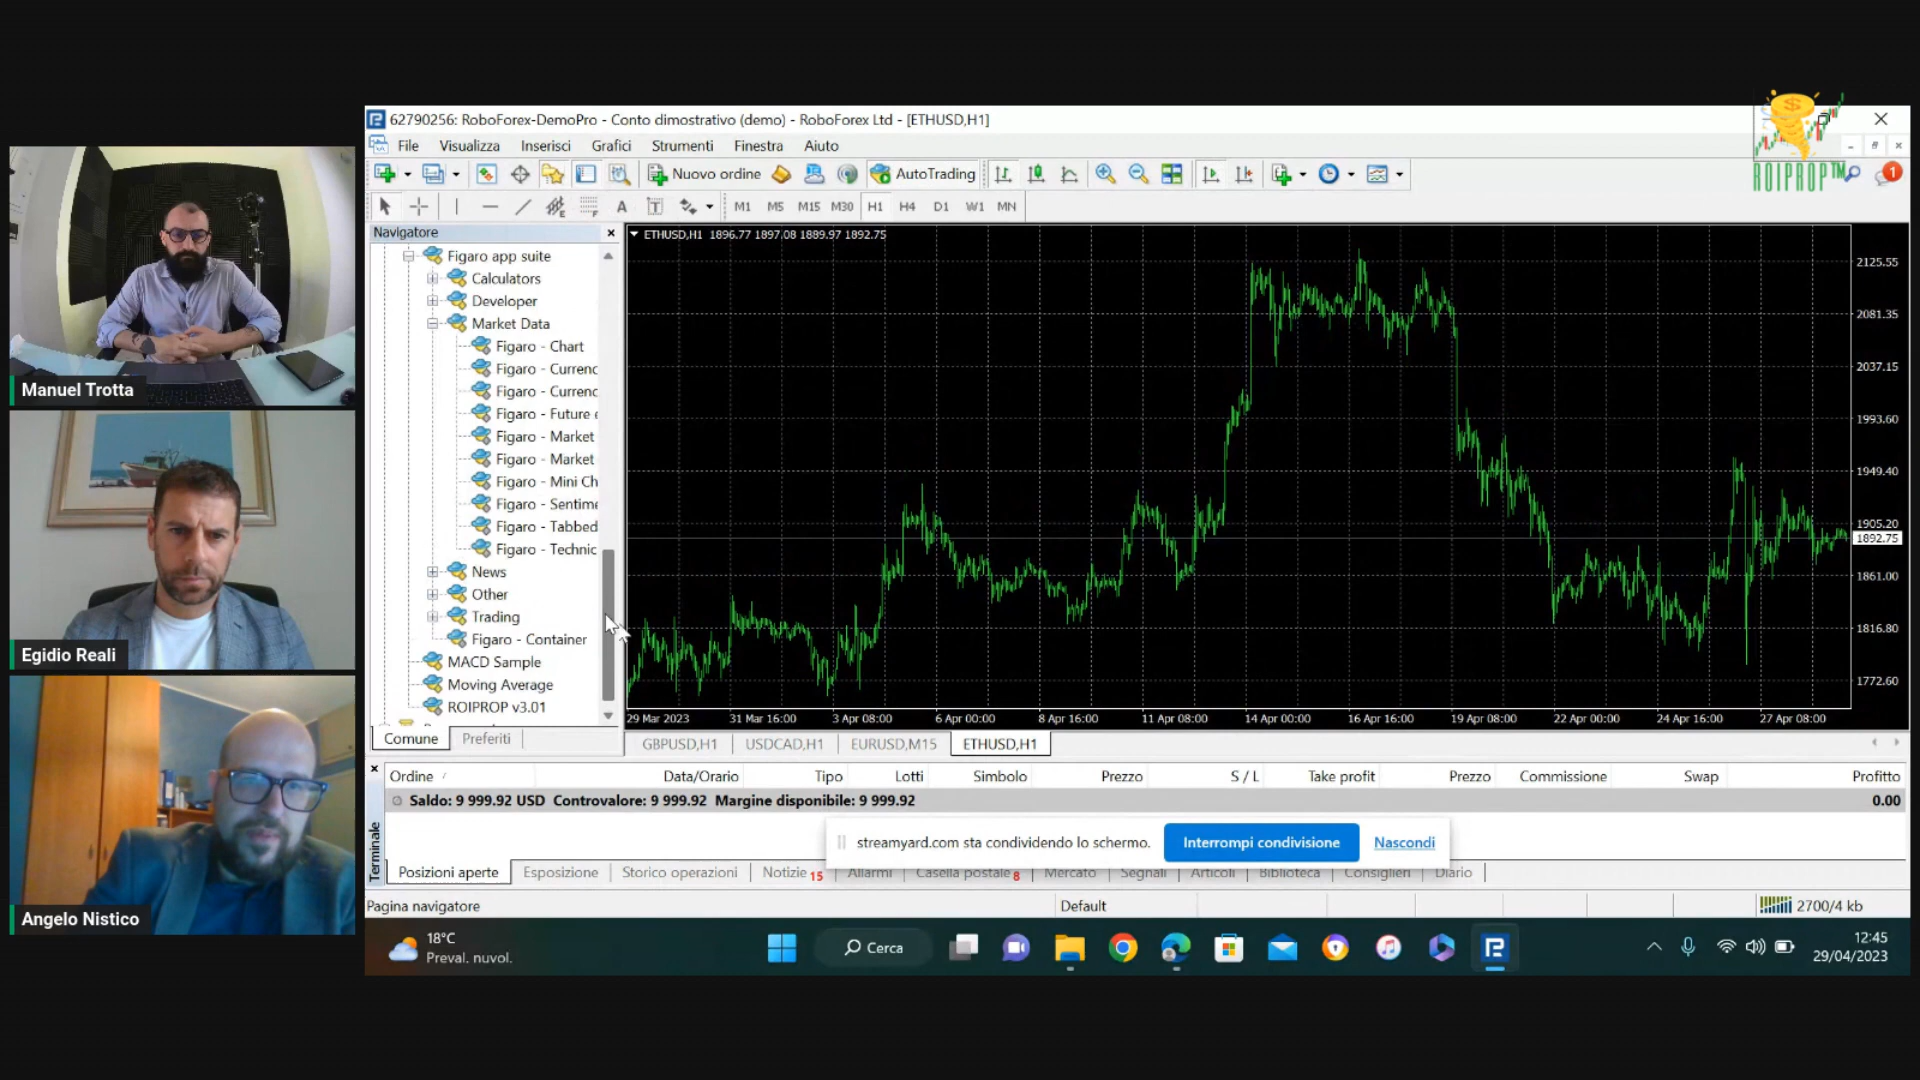 62790256: RoboForex-DemoPro - Conto dimostrativo (demo) - RoboForex Ltd - [ETHUSD,H1]
File Visualizza Inserisci Grafici Strumenti Finestra Aiuto
Nuovo ordine AutoTrading
ROIPROP™
1
M1 M5 M15 M30 H1 H4 D1 W1 MN
Navigatore
Figaro app suite
Calculators
Developer
Market Data
Figaro - Chart
Figaro - Currenc
Figaro - Currenc
Figaro - Future e
Figaro - Market
Figaro - Market
Figaro - Mini Ch
Figaro - Sentime
Figaro - Tabbed
Figaro - Technic
News
Other
Trading
Figaro - Container
MACD Sample
Moving Average
ROIPROP v3.01
Comune Preferiti
ETHUSD,H1 1896.77 1897.08 1889.97 1892.75
2125.55
2081.35
2037.15
1993.60
1949.40
1905.20
1892.75
1861.00
1816.80
1772.60
29 Mar 2023 31 Mar 16:00 3 Apr 08:00 6 Apr 00:00 8 Apr 16:00 11 Apr 08:00 14 Apr 00:00 16 Apr 16:00 19 Apr 08:00 22 Apr 00:00 24 Apr 16:00 27 Apr 08:00
GBPUSD,H1 USDCAD,H1 EURUSD,M15 ETHUSD,H1
Ordine Data/Orario Tipo Lotti Simbolo Prezzo S / L Take profit Prezzo Commissione Swap Profitto
Saldo: 9 999.92 USD Controvalore: 9 999.92 Margine disponibile: 9 999.92 0.00
Terminale
streamyard.com sta condividendo lo schermo. Interrompi condivisione Nascondi
Posizioni aperte Esposizione Storico operazioni Notizie 15 Allarmi Casella postale 8 Mercato Segnali Articoli Biblioteca Consiglieri Diario
Pagina navigatore Default 2700/4 kb
18°C
Preval. nuvol.
Cerca
12:45
29/04/2023
Manuel Trotta
Egidio Reali
Angelo Nistico